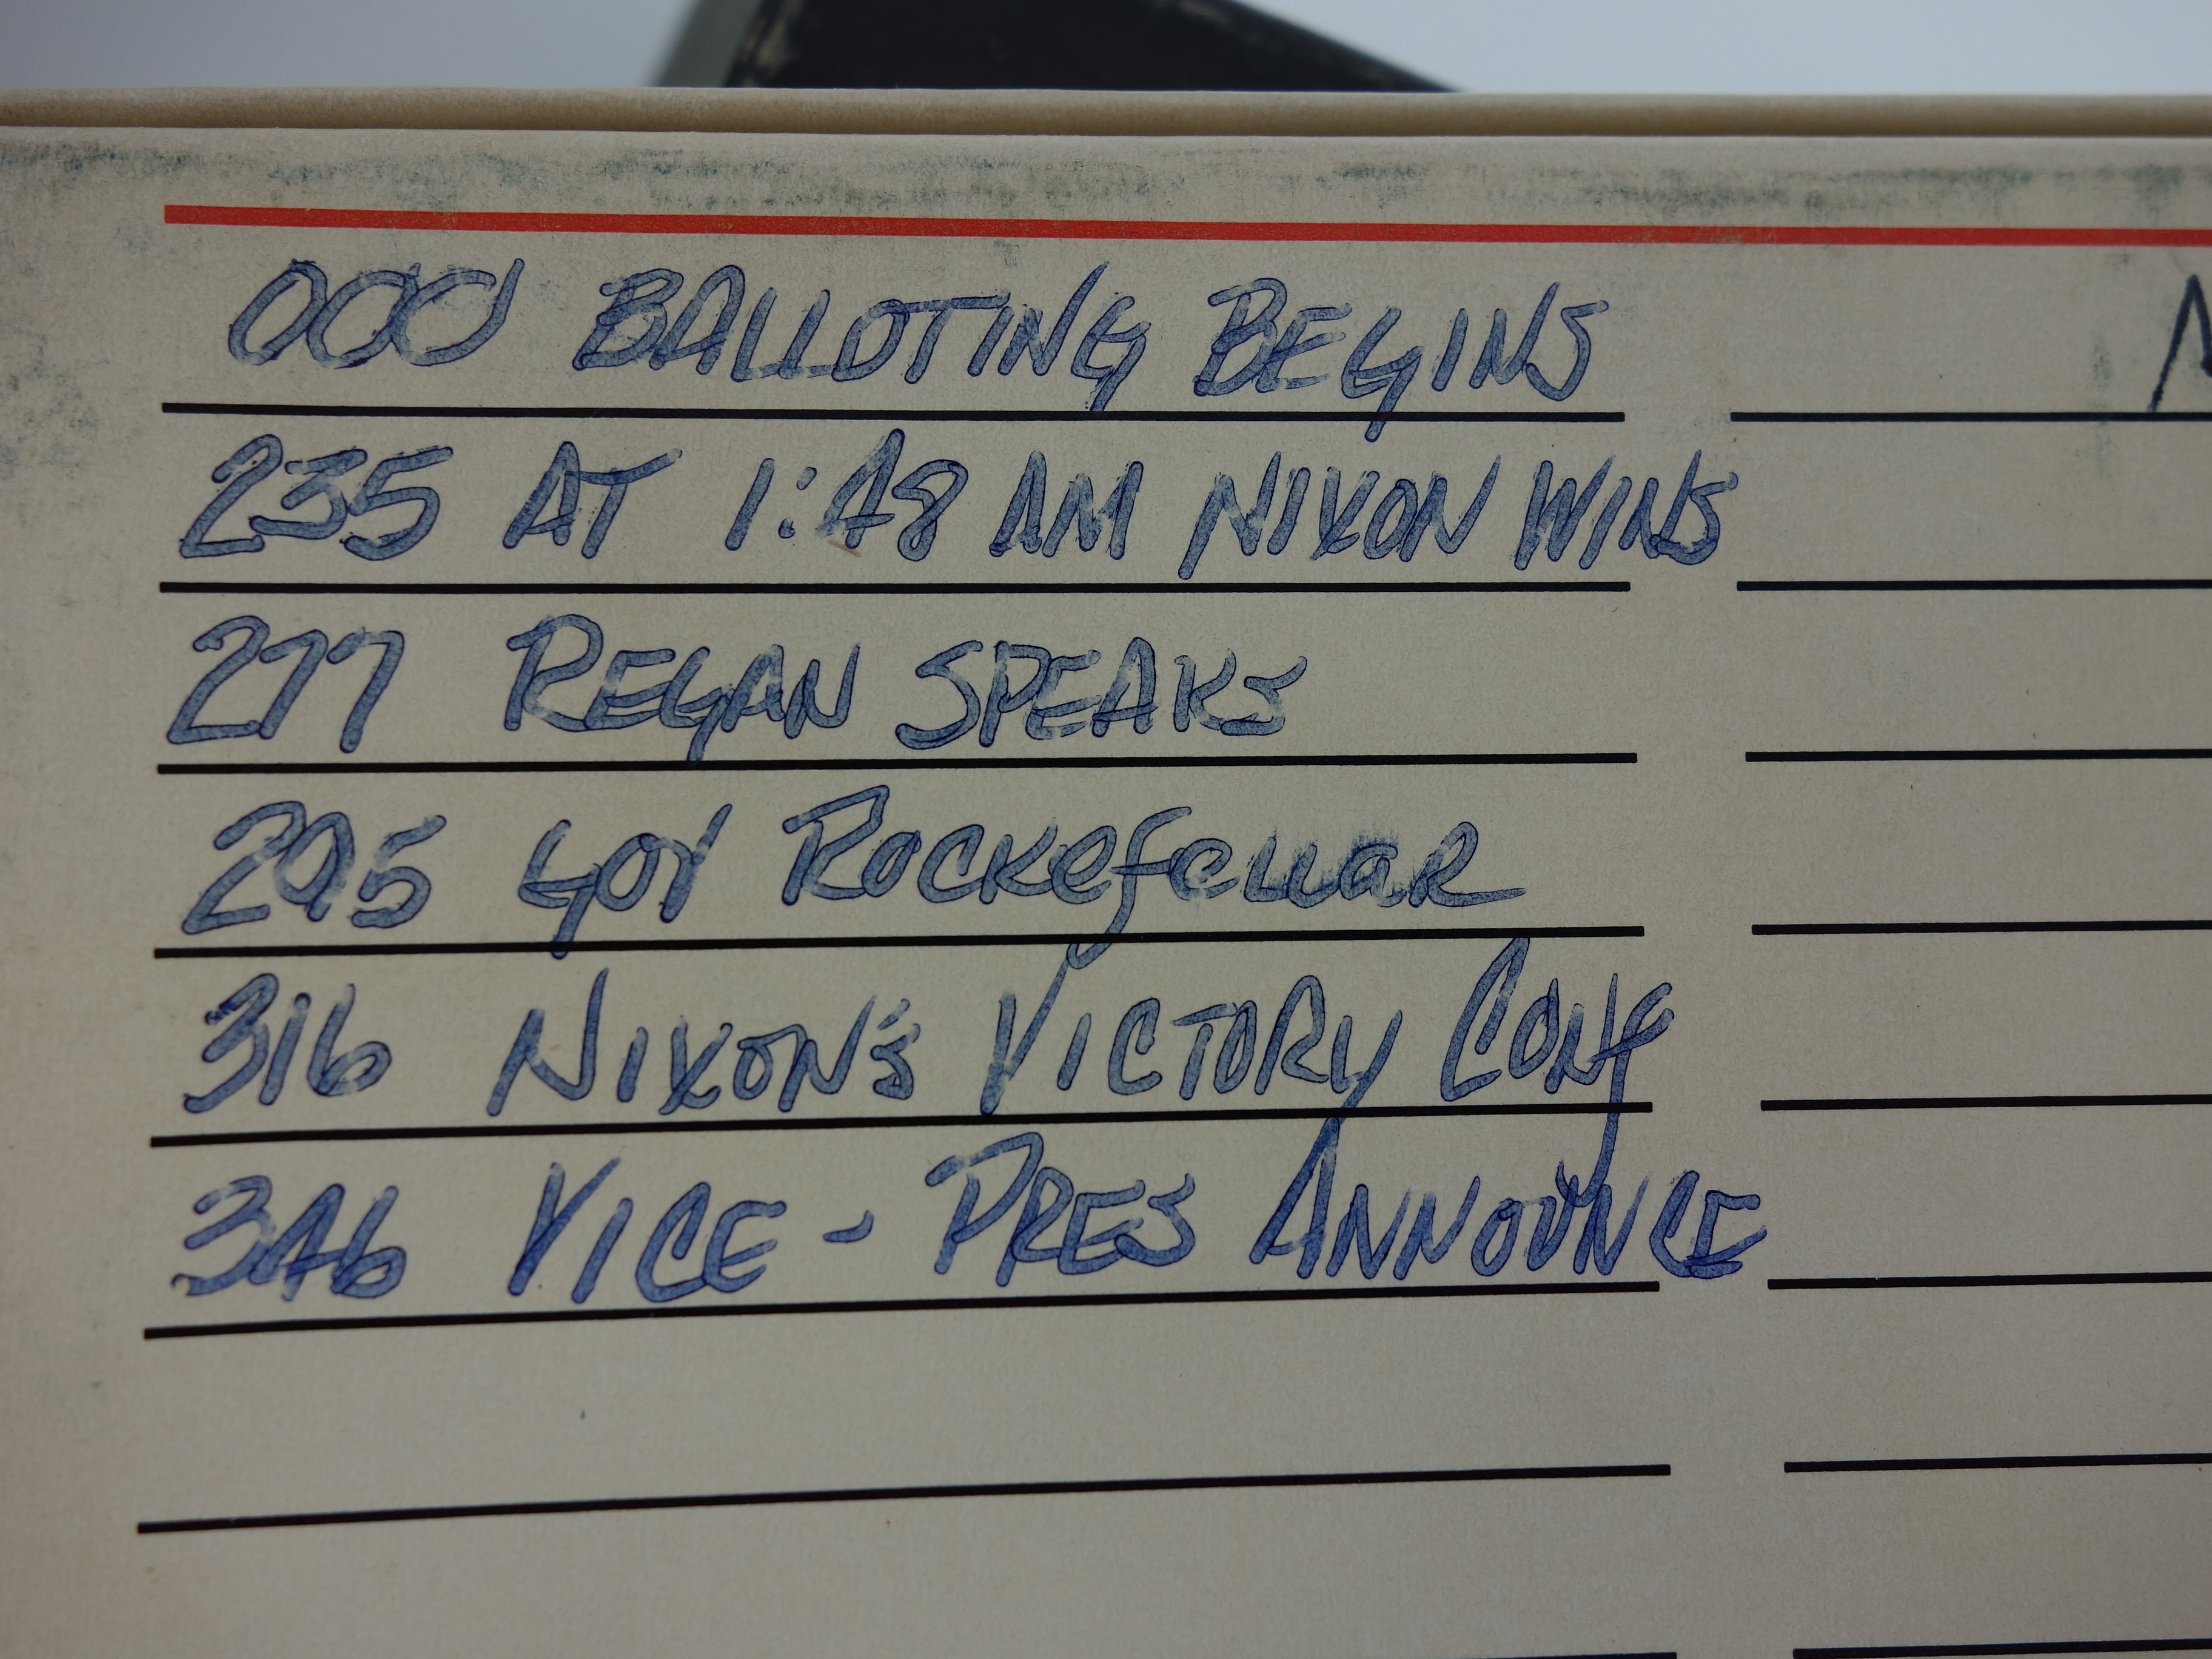 000 BALLOTING BEGINS
235 AT 1:48 AM NIXON WINS
277 REGAN SPEAKS
295 GOV ROCKEfellaR
316 NIXON'S VICTORY CONF
346 VICE - PRES ANNOUNCE